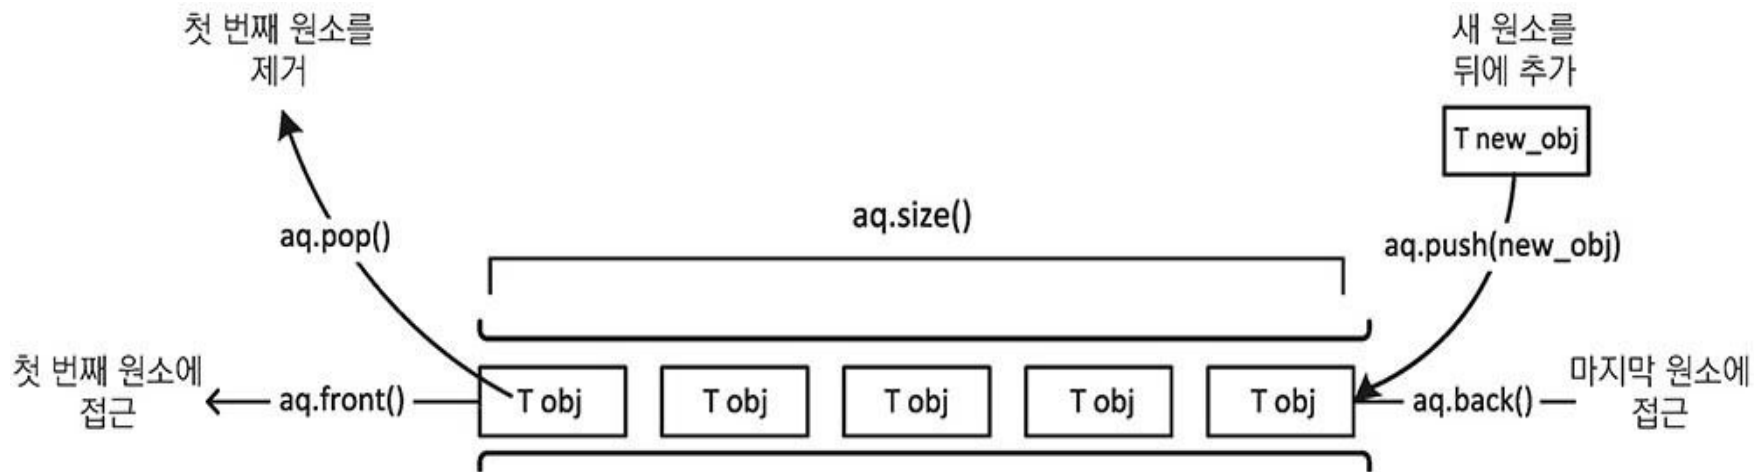 첫 번째 원소를
제거
새 원소를
뒤에 추가
T new_obj
aq.size()
aq.pop()
aq.push(new_obj)
첫 번째 원소에
접근
aq.front()
T obj
T obj
T obj
T obj
T obj
aq.back()
마지막 원소에
접근